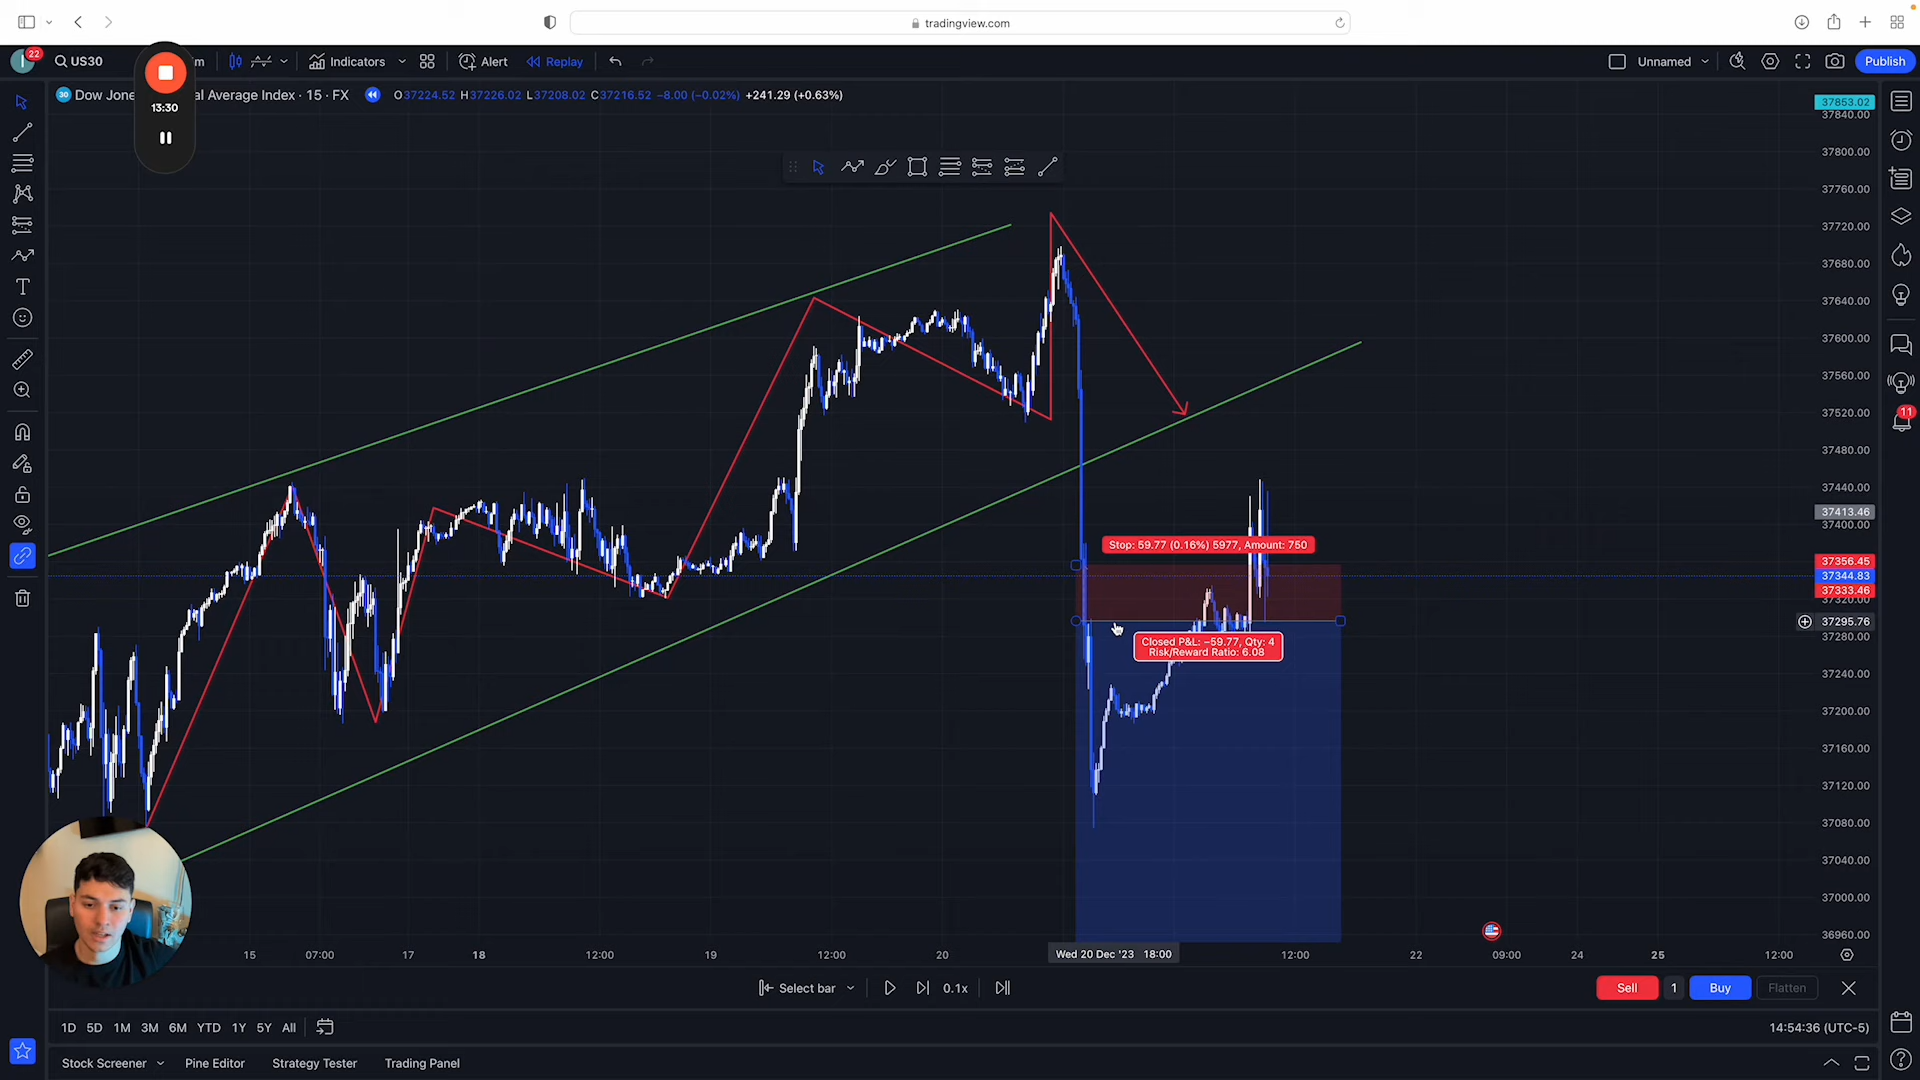 tradingview.com
22
US30
m
Indicators
Alert
Replay
Unnamed
Publish
13:30
Dow Jone
al Average Index · 15 · FX
O37224.52 H37226.02 L37208.02 C37216.52 −8.00 (−0.02%) +241.29 (+0.63%)
37853.02
37840.00
37800.00
37760.00
37720.00
37680.00
37640.00
37600.00
37560.00
37520.00
37480.00
37440.00
37413.46
37400.00
37356.45
37344.83
37333.46
37320.00
37295.76
37280.00
37240.00
37200.00
37160.00
37120.00
37080.00
37040.00
37000.00
36960.00
11
Stop: 59.77 (0.16%) 5977, Amount: 750
Closed P&L: −59.77, Qty: 4
Risk/Reward Ratio: 6.08
15
07:00
17
18
12:00
19
12:00
20
Wed 20 Dec '23 18:00
12:00
22
09:00
24
25
12:00
Select bar
0.1x
Sell
1
Buy
Flatten
1D 5D 1M 3M 6M YTD 1Y 5Y All
14:54:36 (UTC-5)
Stock Screener
Pine Editor
Strategy Tester
Trading Panel